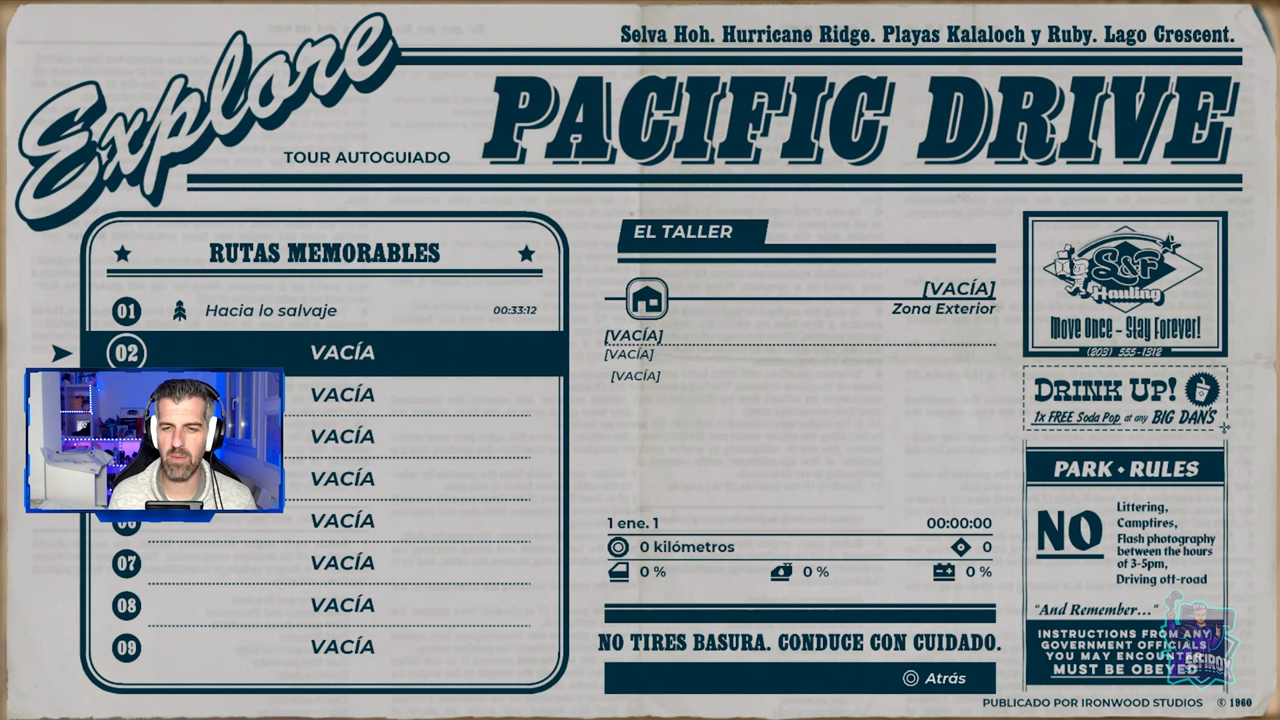 Explore
TOUR AUTOGUIADO
Selva Hoh. Hurricane Ridge. Playas Kalaloch y Ruby. Lago Crescent.
PACIFIC DRIVE
RUTAS MEMORABLES
01 Hacia lo salvaje 00:33:12
02 VACÍA
VACÍA
VACÍA
VACÍA
VACÍA
07 VACÍA
08 VACÍA
09 VACÍA
EL TALLER
[VACÍA]
Zona Exterior
[VACÍA]
[VACÍA]
[VACÍA]
1 ene. 1 00:00:00
0 kilómetros 0
0 % 0 % 0 %
NO TIRES BASURA. CONDUCE CON CUIDADO.
Atrás
S&F
Hauling
Move Once - Stay Forever!
(203) 555-1312
DRINK UP!
1x FREE Soda Pop at any BIG DAN'S
PARK • RULES
NO
Littering,
Campfires,
Flash photography
between the hours
of 3-5pm,
Driving off-road
"And Remember..."
INSTRUCTIONS FROM ANY
GOVERNMENT OFFICIALS
YOU MAY ENCOUNTER
MUST BE OBEYED
PUBLICADO POR IRONWOOD STUDIOS © 1960